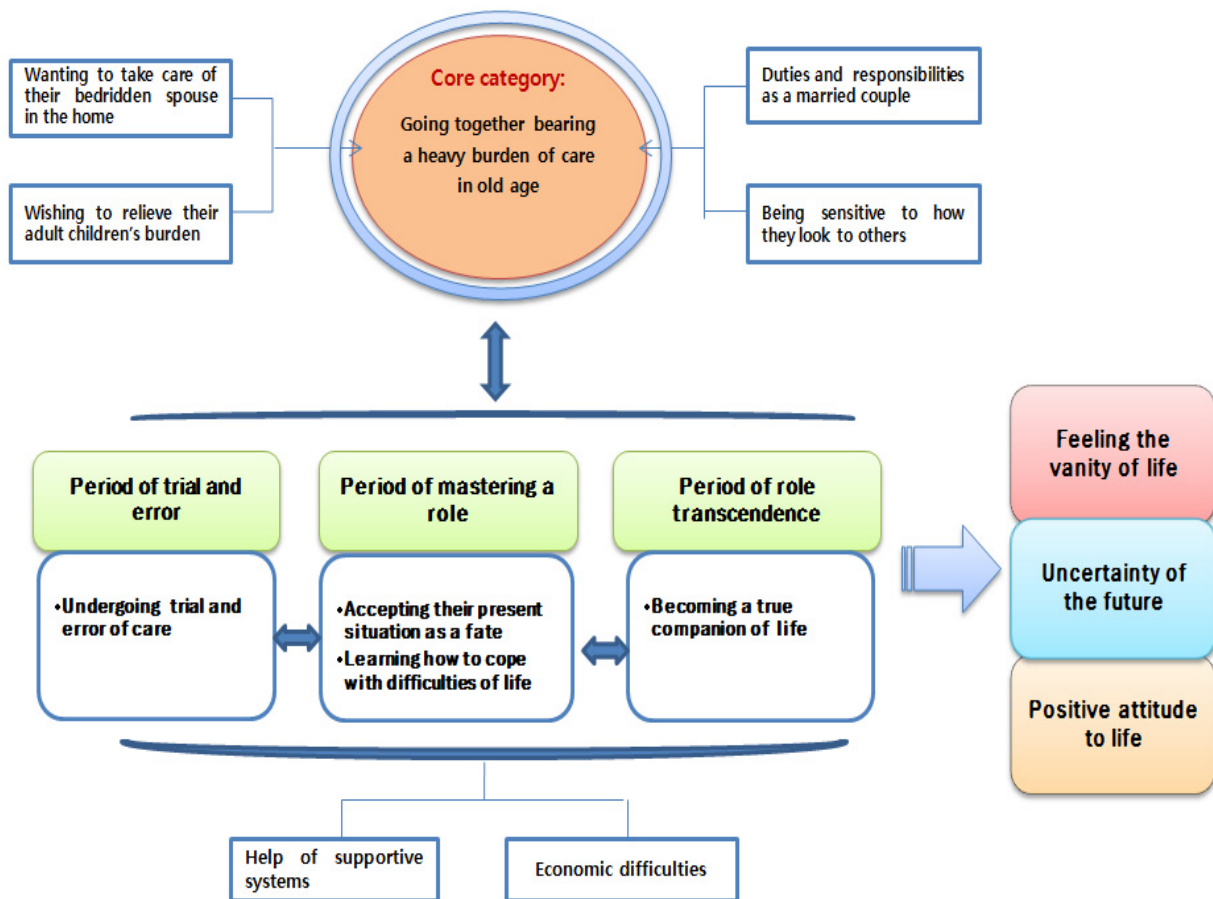 Wanting to take care of
their bedridden spouse
in the home
Wishing to relieve their
adult children's burden
Core category:
Going together bearing
a heavy burden of care
in old age
Duties and responsibilities
as a married couple
Being sensitive to how
they look to others
Period of trial and
error
•Undergoing trial and
error of care
Period of mastering a
role
•Accepting their present
situation as a fate
•Learning how to cope
with difficulties of life
Period of role
transcendence
•Becoming a true
companion of life
Feeling the
vanity of life
Uncertainty of
the future
Positive attitude
to life
Help of supportive
systems
Economic difficulties